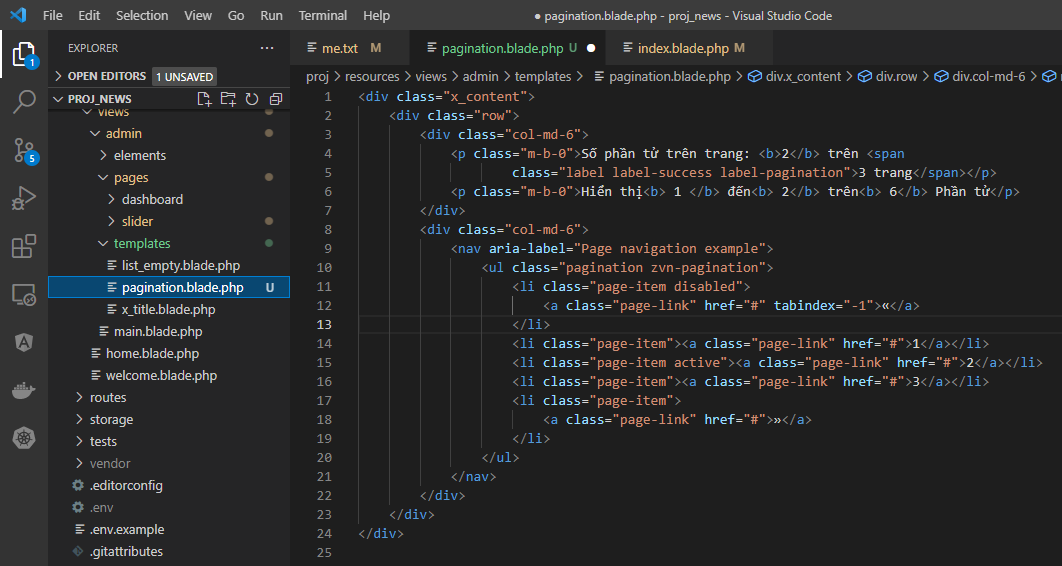 File Edit Selection View Go Run Terminal Help
● pagination.blade.php - proj_news - Visual Studio Code
EXPLORER ...
me.txt M
pagination.blade.php U ●
index.blade.php M
OPEN EDITORS 1 UNSAVED
PROJ_NEWS
views
admin
elements
pages
dashboard
slider
templates
list_empty.blade.php
pagination.blade.php U
x_title.blade.php
main.blade.php
home.blade.php
welcome.blade.php
routes
storage
tests
vendor
.editorconfig
.env
.env.example
.gitattributes
1
5
proj > resources > views > admin > templates > pagination.blade.php > div.x_content > div.row > div.col-md-6 >
1 <div class="x_content">
2 <div class="row">
3 <div class="col-md-6">
4 <p class="m-b-0">Số phần tử trên trang: <b>2</b> trên <span
5 class="label label-success label-pagination">3 trang</span></p>
6 <p class="m-b-0">Hiển thị<b> 1 </b> đến<b> 2</b> trên<b> 6</b> Phần tử</p>
7 </div>
8 <div class="col-md-6">
9 <nav aria-label="Page navigation example">
10 <ul class="pagination zvn-pagination">
11 <li class="page-item disabled">
12 <a class="page-link" href="#" tabindex="-1">«</a>
13 </li>
14 <li class="page-item"><a class="page-link" href="#">1</a></li>
15 <li class="page-item active"><a class="page-link" href="#">2</a></li>
16 <li class="page-item"><a class="page-link" href="#">3</a></li>
17 <li class="page-item">
18 <a class="page-link" href="#">»</a>
19 </li>
20 </ul>
21 </nav>
22 </div>
23 </div>
24 </div>
25